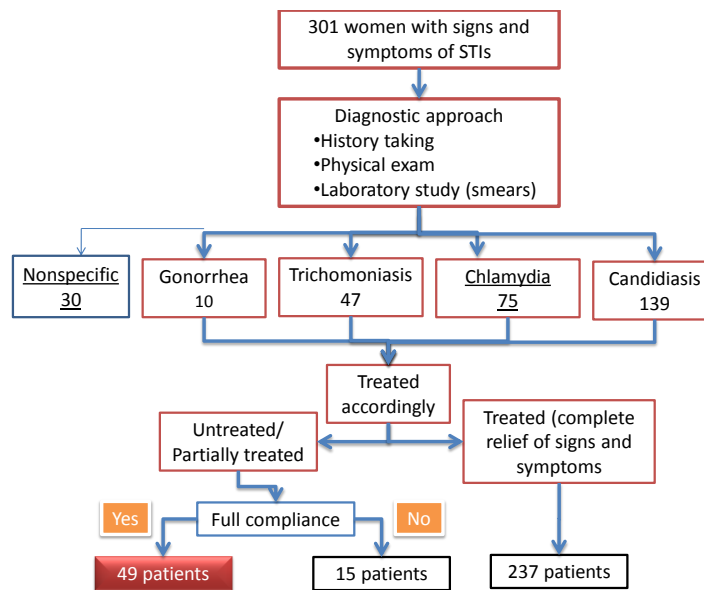 301 women with signs and
symptoms of STIs
Diagnostic approach
•History taking
•Physical exam
•Laboratory study (smears)
Nonspecific
30
Gonorrhea
10
Trichomoniasis
47
Chlamydia
75
Candidiasis
139
Treated
accordingly
Untreated/
Partially treated
Treated (complete
relief of signs and
symptoms
Yes
Full compliance
No
49 patients
15 patients
237 patients